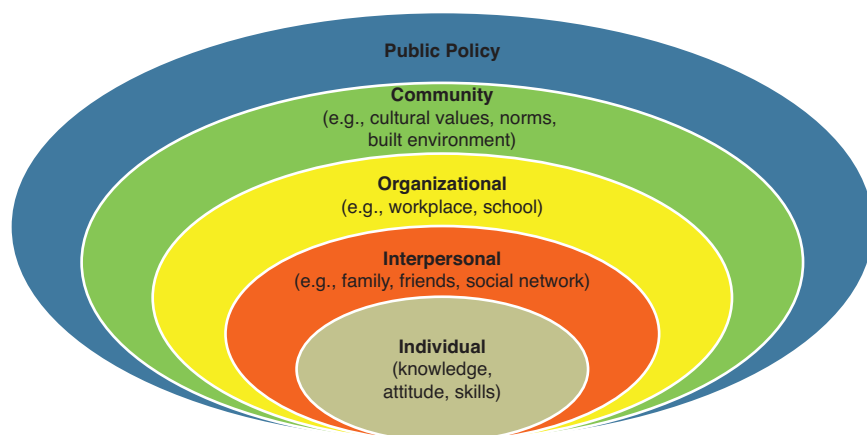 Public Policy
Community
(e.g., cultural values, norms,
built environment)
Organizational
(e.g., workplace, school)
Interpersonal
(e.g., family, friends, social network)
Individual
(knowledge,
attitude, skills)